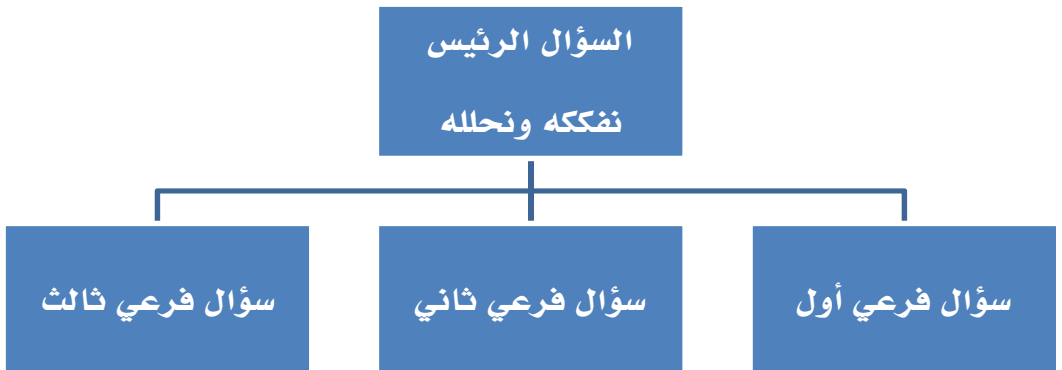 السؤال الرئيس
نفككه ونحلله
سؤال فرعي أول
سؤال فرعي ثاني
سؤال فرعي ثالث